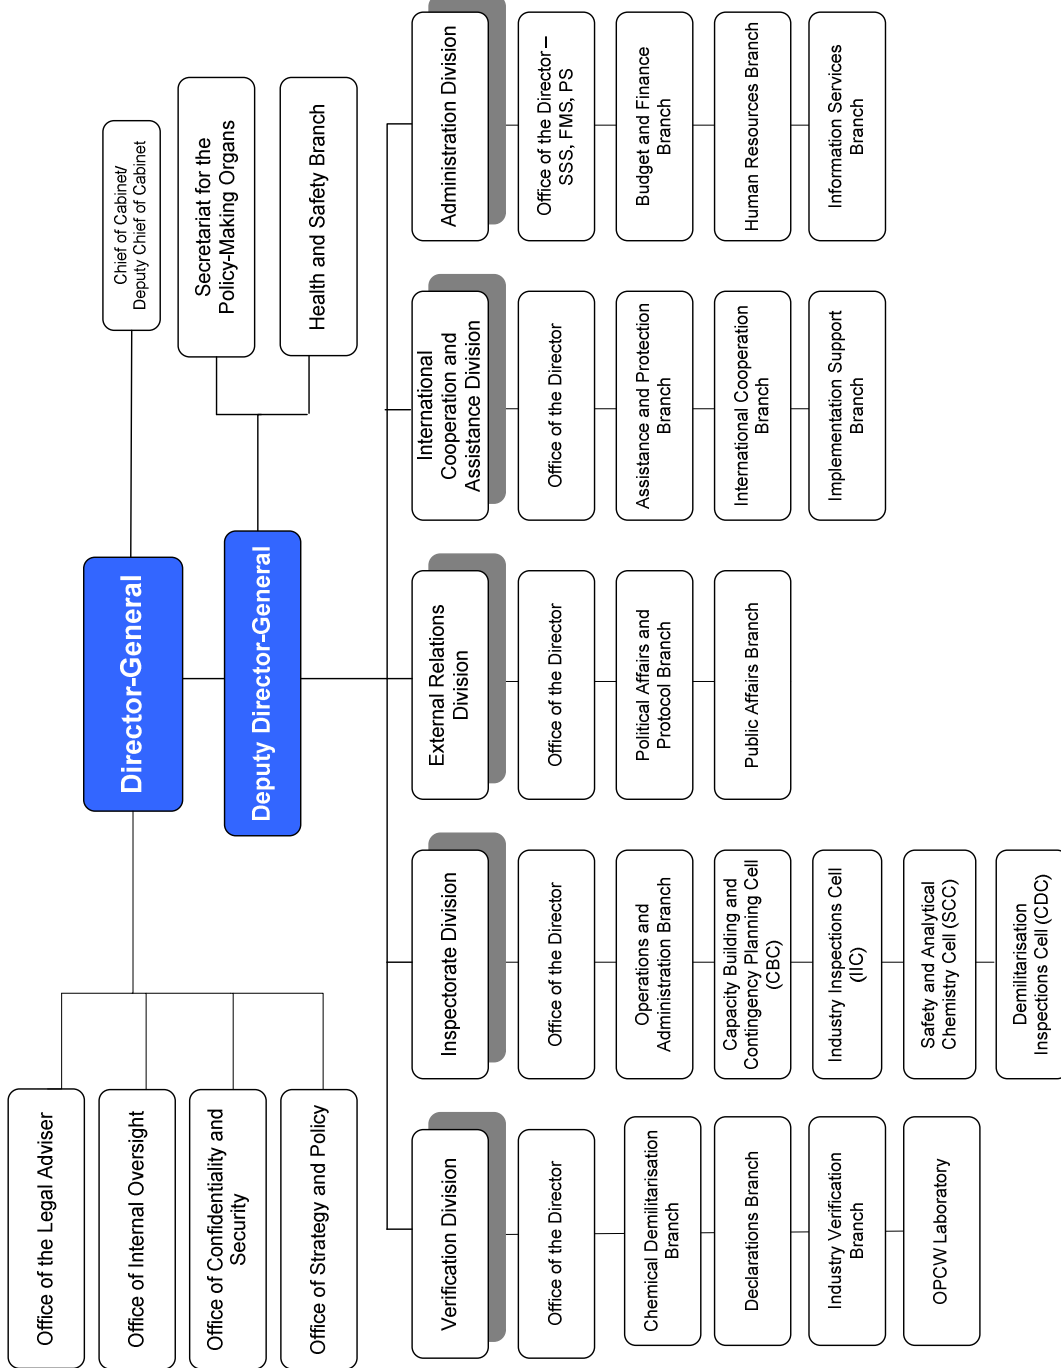 Director-General
Deputy Director-General
Chief of Cabinet/
Deputy Chief of Cabinet
Secretariat for the
Policy-Making Organs
Health and Safety Branch
Office of the Legal Adviser
Office of Internal Oversight
Office of Confidentiality and
Security
Office of Strategy and Policy
Verification Division
Office of the Director
Chemical Demilitarisation
Branch
Declarations Branch
Industry Verification
Branch
OPCW Laboratory
Inspectorate Division
Office of the Director
Operations and
Administration Branch
Capacity Building and
Contingency Planning Cell
(CBC)
Industry Inspections Cell
(IIC)
Safety and Analytical
Chemistry Cell (SCC)
Demilitarisation
Inspections Cell (CDC)
External Relations
Division
Office of the Director
Political Affairs and
Protocol Branch
Public Affairs Branch
International
Cooperation and
Assistance Division
Office of the Director
Assistance and Protection
Branch
International Cooperation
Branch
Implementation Support
Branch
Administration Division
Office of the Director –
SSS, FMS, PS
Budget and Finance
Branch
Human Resources Branch
Information Services
Branch